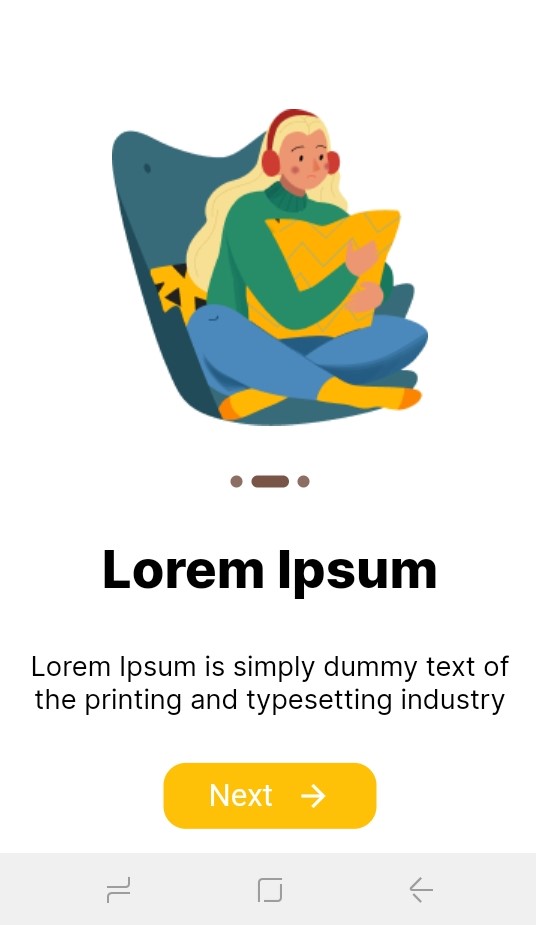 Lorem Ipsum
Lorem Ipsum is simply dummy text of
the printing and typesetting industry
Next